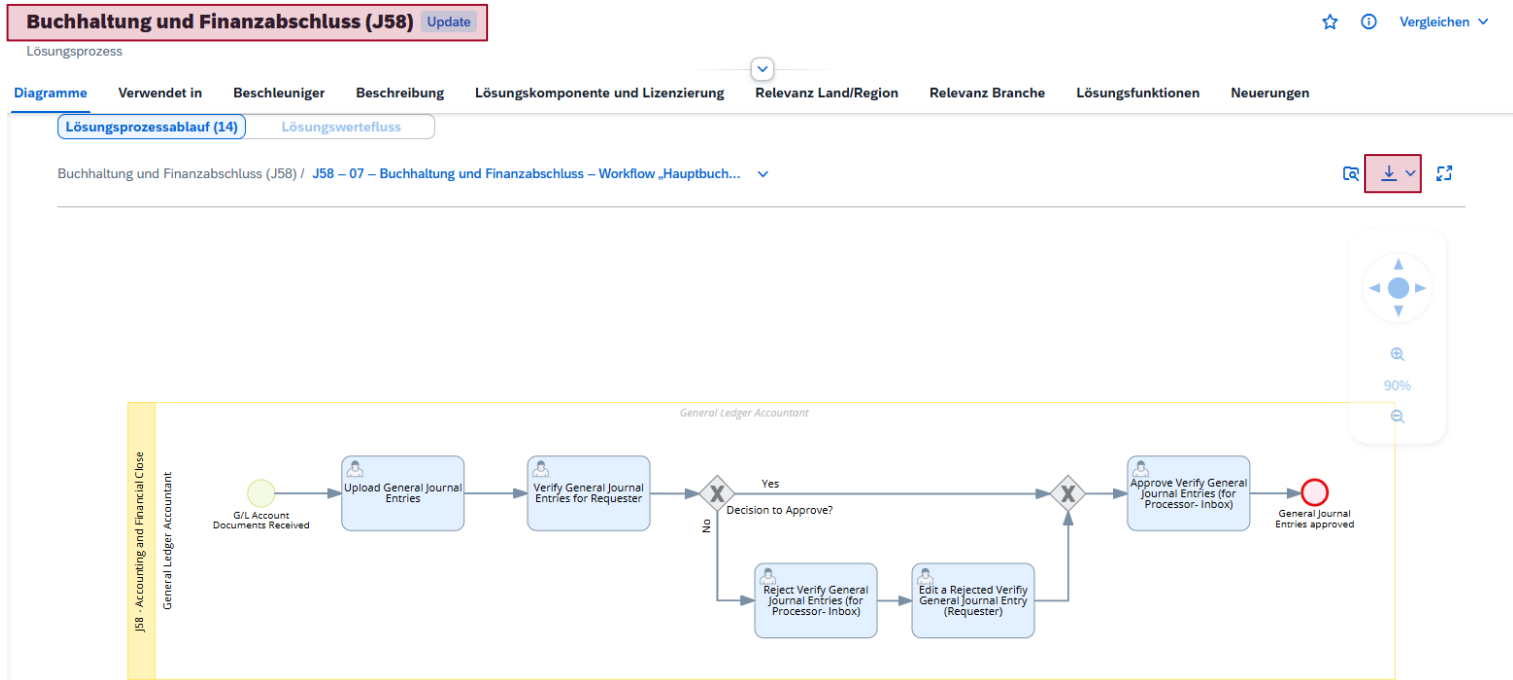 Buchhaltung und Finanzabschluss (J58) Update
Vergleichen
Lösungsprozess
Diagramme Verwendet in Beschleuniger Beschreibung Lösungskomponente und Lizenzierung Relevanz Land/Region Relevanz Branche Lösungsfunktionen Neuerungen
Lösungsprozessablauf (14) Lösungswertefluss
Buchhaltung und Finanzabschluss (J58) / J58 – 07 – Buchhaltung und Finanzabschluss – Workflow „Hauptbuch...
90%
General Ledger Accountant
J58 - Accounting and Financial Close
General Ledger Accountant
G/L Account
Documents Received
Upload General Journal
Entries
Verify General Journal
Entries for Requester
X
Decision to Approve?
Yes
No
Reject Verify General
Journal Entries (for
Processor- Inbox)
Edit a Rejected Verifiy
General Journal Entry
(Requester)
X
Approve Verify General
Journal Entries (for
Processor- Inbox)
General Journal
Entries approved